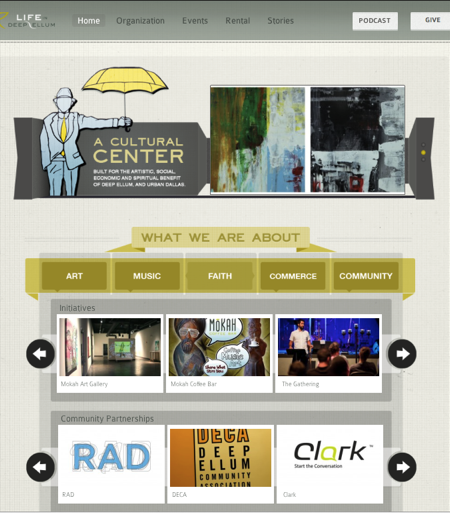 LIFE IN
DEEP ELLUM
Home
Organization
Events
Rental
Stories
PODCAST
GIVE
A CULTURAL
CENTER
BUILT FOR THE ARTISTIC, SOCIAL,
ECONOMIC AND SPIRITUAL BENEFIT
OF DEEP ELLUM, AND URBAN DALLAS.
WHAT WE ARE ABOUT
ART
MUSIC
FAITH
COMMERCE
COMMUNITY
Initiatives
MOKAH
Mokah Art Gallery
Mokah Coffee Bar
The Gathering
Community Partnerships
RAD
DECA
DEEP
ELLUM
COMMUNITY
ASSOCIATION
Clark™
Start the Conversation
RAD
DECA
Clark